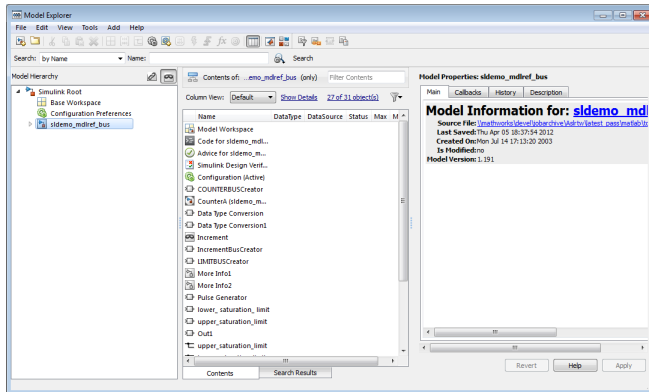 Model Explorer
File Edit View Tools Add Help
Search: by Name Name: Search
Model Hierarchy
Simulink Root
Base Workspace
Configuration Preferences
sldemo_mdlref_bus
Contents of: ...emo_mdlref_bus (only) Filter Contents
Column View: Default Show Details 27 of 31 object(s)
Name DataType DataSource Status Max M
Model Workspace
Code for sldemo_mdl...
Advice for sldemo_m...
Simulink Design Verif...
Configuration (Active)
COUNTERBUSCreator
CounterA (sldemo_m...
Data Type Conversion
Data Type Conversion1
Increment
IncrementBusCreator
LIMITBUSCreator
More Info1
More Info2
Pulse Generator
lower_ saturation_ limit
upper_saturation_limit
Out1
upper_saturation_limit
Contents Search Results
Model Properties: sldemo_mdlref_bus
Main Callbacks History Description
Model Information for: sldemo_mdl
Source File:
Last Saved:Thu Apr 05 18:37:54 2012
Created On:Mon Jul 14 17:13:20 2003
Is Modified:no
Model Version: 1.191
Revert Help Apply